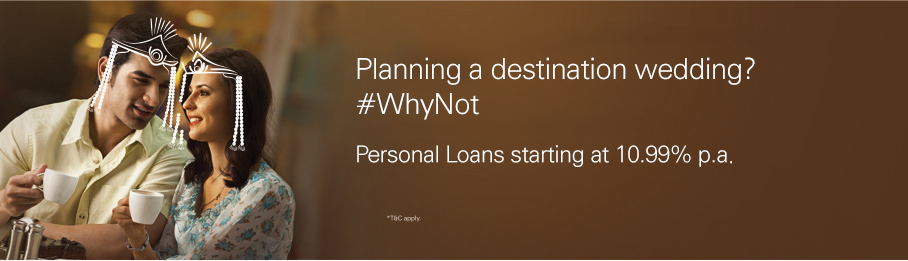 Planning a destination wedding?
#WhyNot
Personal Loans starting at 10.99% p.a.
*T&C apply.